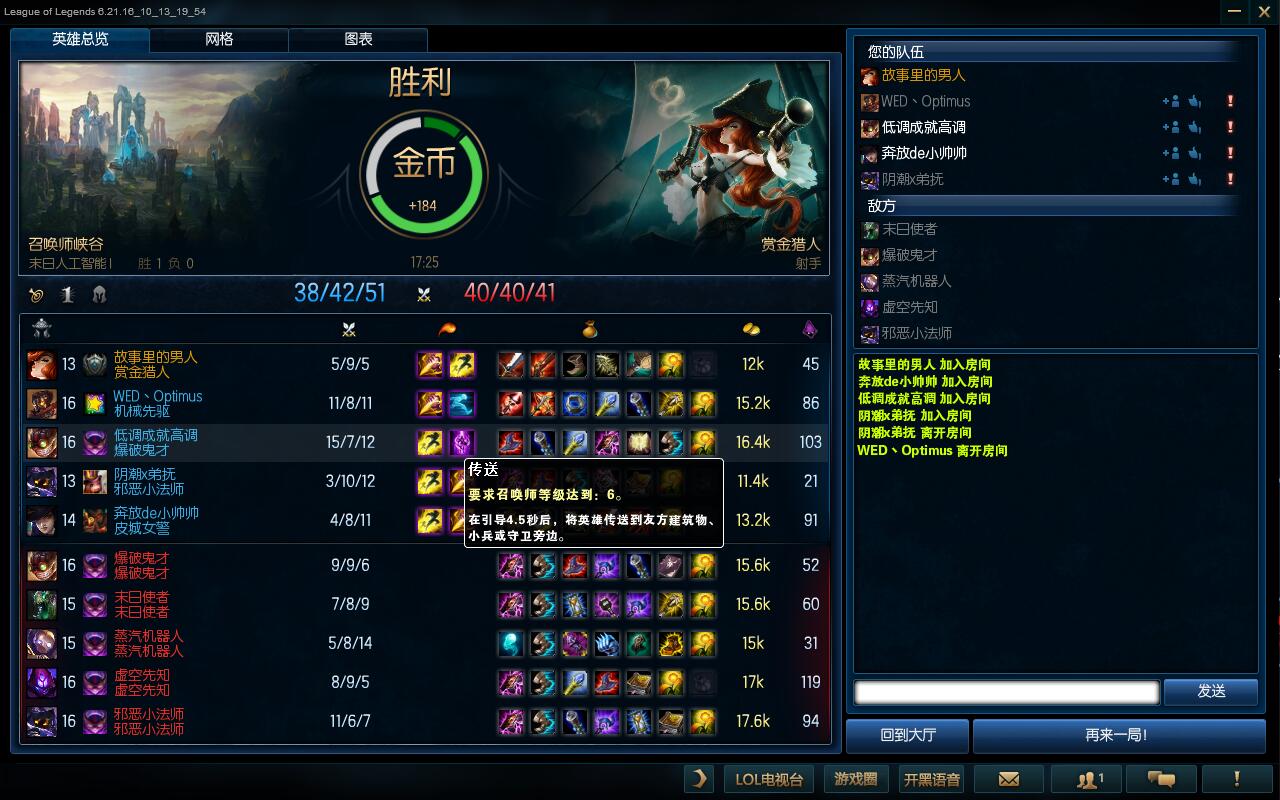 League of Legends 6.21.16_10_13_19_54
英雄总览
网格
图表
胜利
金币
+184
召唤师峡谷
末日人工智能！ 胜 1 负 0
17:25
赏金猎人
射手
38/42/51
40/40/41
13 故事里的男人 5/9/5 12k 45
赏金猎人
16 WED丶Optimus 11/8/11 15.2k 86
机械先驱
16 低调成就高调 15/7/12 16.4k 103
爆破鬼才
13 阴潮x弟抚 3/10/12 11.4k 21
邪恶小法师
14 奔放de小帅帅 4/8/11 13.2k 91
皮城女警
传送
要求召唤师等级达到：6。
在引导4.5秒后，将英雄传送到友方建筑物、
小兵或守卫旁边。
16 爆破鬼才 9/9/6 15.6k 52
爆破鬼才
15 末日使者 7/8/9 15.6k 60
末日使者
15 蒸汽机器人 5/8/14 15k 31
蒸汽机器人
16 虚空先知 8/9/5 17k 119
虚空先知
16 邪恶小法师 11/6/7 17.6k 94
邪恶小法师
您的队伍
故事里的男人
WED丶Optimus
低调成就高调
奔放de小帅帅
阴潮x弟抚
敌方
末日使者
爆破鬼才
蒸汽机器人
虚空先知
邪恶小法师
故事里的男人 加入房间
奔放de小帅帅 加入房间
低调成就高调 加入房间
阴潮x弟抚 加入房间
阴潮x弟抚 离开房间
WED丶Optimus 离开房间
发送
回到大厅
再来一局！
LOL电视台
游戏圈
开黑语音
1